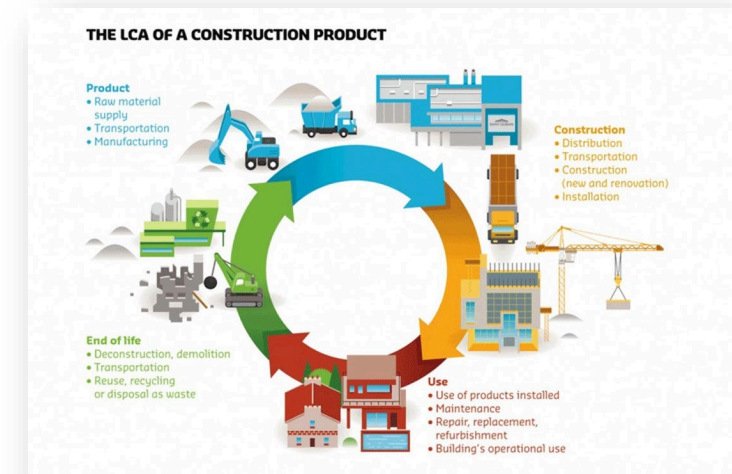 THE LCA OF A CONSTRUCTION PRODUCT
Product
• Raw material
supply
• Transportation
• Manufacturing
Construction
• Distribution
• Transportation
• Construction
(new and renovation)
• Installation
End of life
• Deconstruction, demolition
• Transportation
• Reuse, recycling
or disposal as waste
Use
• Use of products installed
• Maintenance
• Repair, replacement,
refurbishment
• Building's operational use